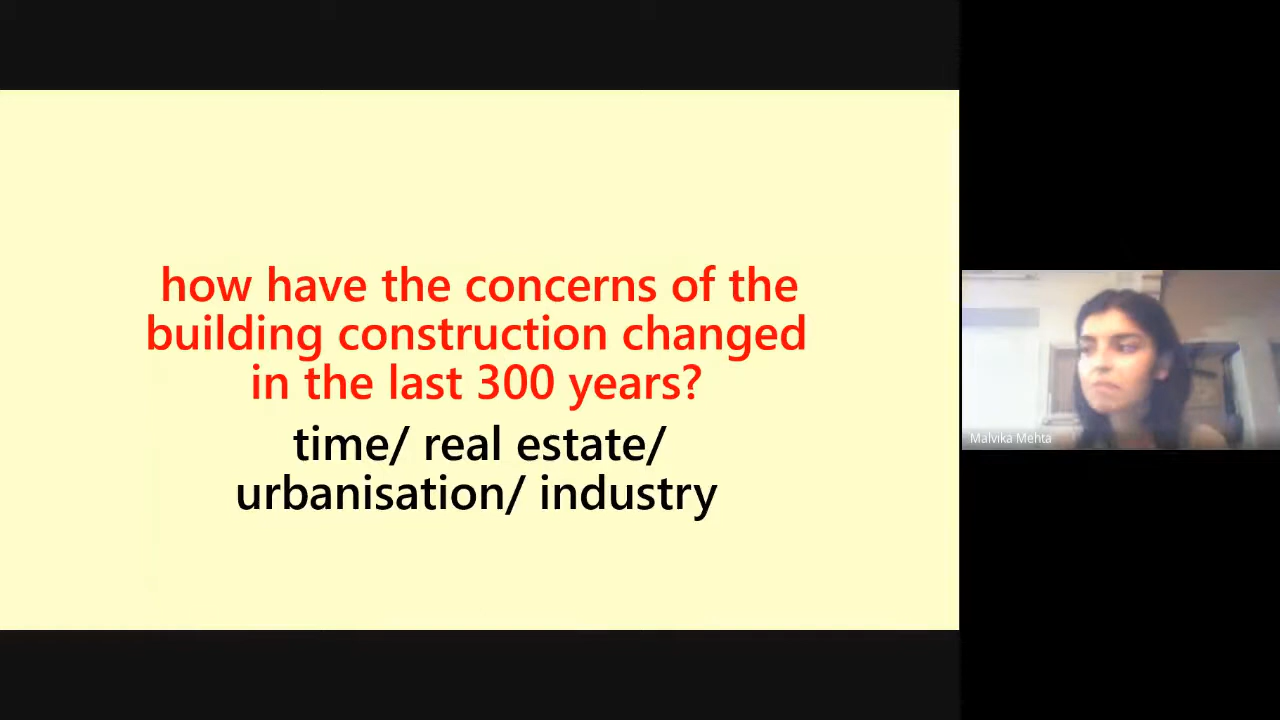 how have the concerns of the
building construction changed
in the last 300 years?
time/ real estate/
urbanisation/ industry
Malvika Mehta